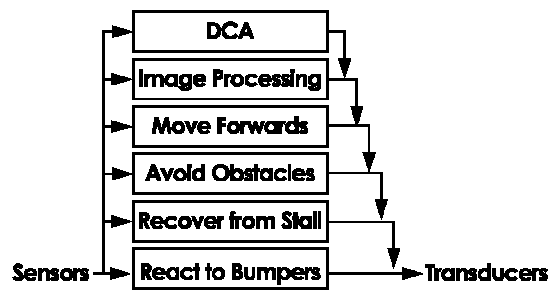 DCA
Image Processing
Move Forwards
Avoid Obstacles
Recover from Stall
Sensors
React to Bumpers
Transducers